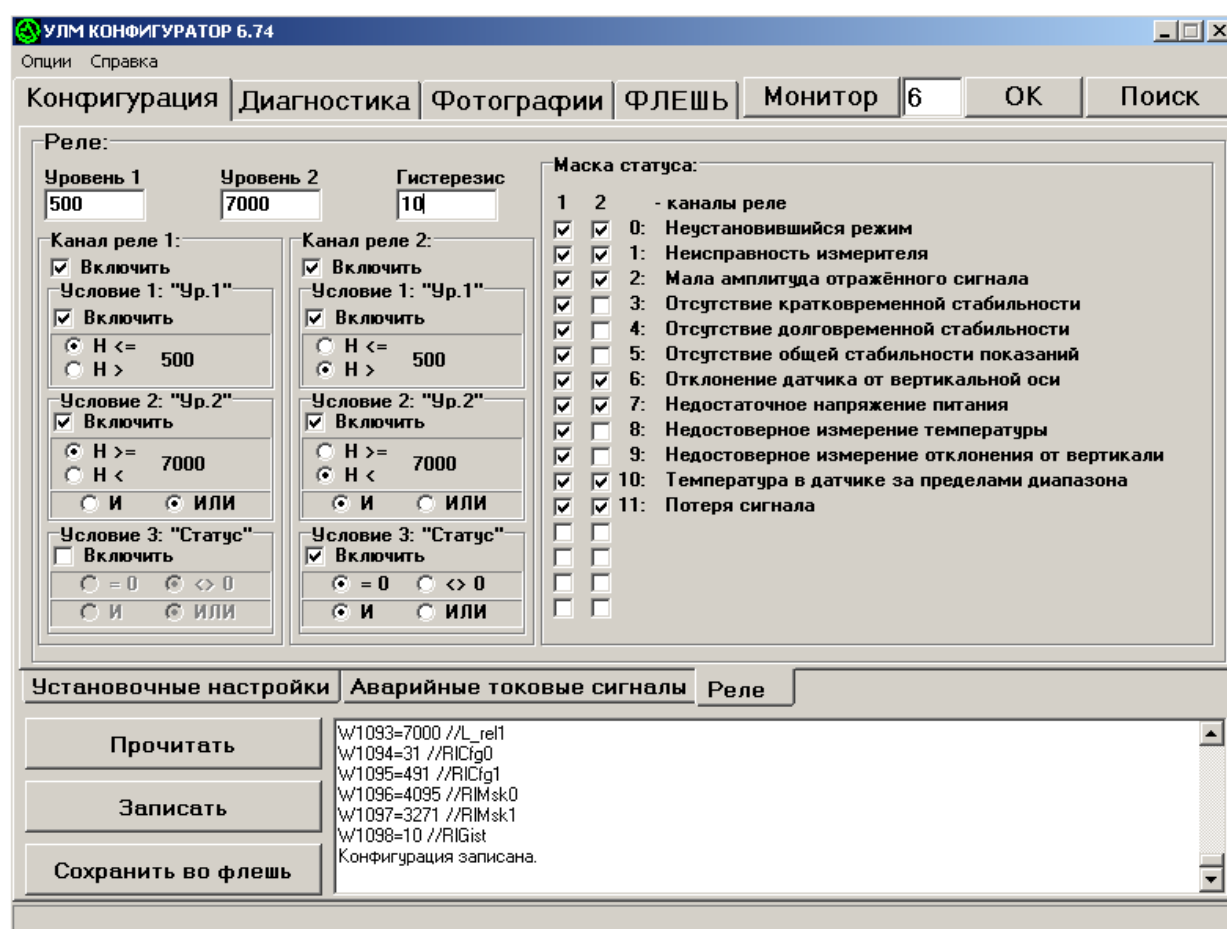 УЛМ КОНФИГУРАТОР 6.74
Опции Справка
Конфигурация Диагностика Фотографии ФЛЕШЬ Монитор 6 OK Поиск
Реле:
Уровень 1 Уровень 2 Гистерезис
500 7000 10
Канал реле 1:
Включить
Условие 1: "Ур.1"
Включить
H <=
H >
500
Условие 2: "Ур.2"
Включить
H >=
H <
7000
И ИЛИ
Условие 3: "Статус"
Включить
= 0 <> 0
И ИЛИ
Канал реле 2:
Включить
Условие 1: "Ур.1"
Включить
H <=
H >
500
Условие 2: "Ур.2"
Включить
H >=
H <
7000
И ИЛИ
Условие 3: "Статус"
Включить
= 0 <> 0
И ИЛИ
Маска статуса:
1 2 - каналы реле
0: Неустановившийся режим
1: Неисправность измерителя
2: Мала амплитуда отражённого сигнала
3: Отсутствие кратковременной стабильности
4: Отсутствие долговременной стабильности
5: Отсутствие общей стабильности показаний
6: Отклонение датчика от вертикальной оси
7: Недостаточное напряжение питания
8: Недостоверное измерение температуры
9: Недостоверное измерение отклонения от вертикали
10: Температура в датчике за пределами диапазона
11: Потеря сигнала
Установочные настройки Аварийные токовые сигналы Реле
Прочитать
Записать
Сохранить во флешь
W1093=7000 //L_rel1
W1094=31 //RlCfg0
W1095=491 //RlCfg1
W1096=4095 //RlMsk0
W1097=3271 //RlMsk1
W1098=10 //RlGist
Конфигурация записана.